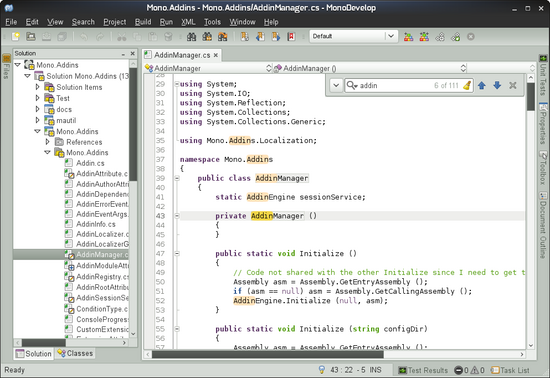 Mono.Addins - Mono.Addins/AddinManager.cs - MonoDevelop
File Edit View Search Project Build Run XML Tools Window Help
Default
Solution
Mono.Addins
Solution Mono.Addins (13
Solution Items
Test
docs
mautil
Mono.Addins
References
Mono.Addins
Addin.cs
AddinAttribute.c
AddinAuthorAttri
AddinDependenc
AddinErrorEvent
AddinEventArgs.
AddinInfo.cs
AddinLocalizer.c
AddinLocalizerG
AddinManager.c
AddinModuleAttr
AddinRegistry.cs
AddinRootAttrib
AddinSessionSe
ConditionType.c
ConsoleProgress
CustomExtension
Solution Classes
Files
AddinManager.cs
AddinManager AddinManager ()
addin 6 of 111
28
29 using System;
30 using System.IO;
31 using System.Reflection;
32 using System.Collections;
33 using System.Collections.Generic;
34
35 using Mono.Addins.Localization;
36
37 namespace Mono.Addins
38 {
39 public class AddinManager
40 {
41 static AddinEngine sessionService;
42
43 private AddinManager ()
44 {
45 }
46
47 public static void Initialize ()
48 {
49 // Code not shared with the other Initialize since I need to get t
50 Assembly asm = Assembly.GetEntryAssembly ();
51 if (asm == null) asm = Assembly.GetCallingAssembly ();
52 AddinEngine.Initialize (null, asm);
53 }
54
55 public static void Initialize (string configDir)
56 {
57 Assembly asm = Assembly.GetEntryAssembly ();
Unit Tests
Properties
Toolbox
Document Outline
Ready
43 : 22 - 5 INS
Test Results
0 0
Task List